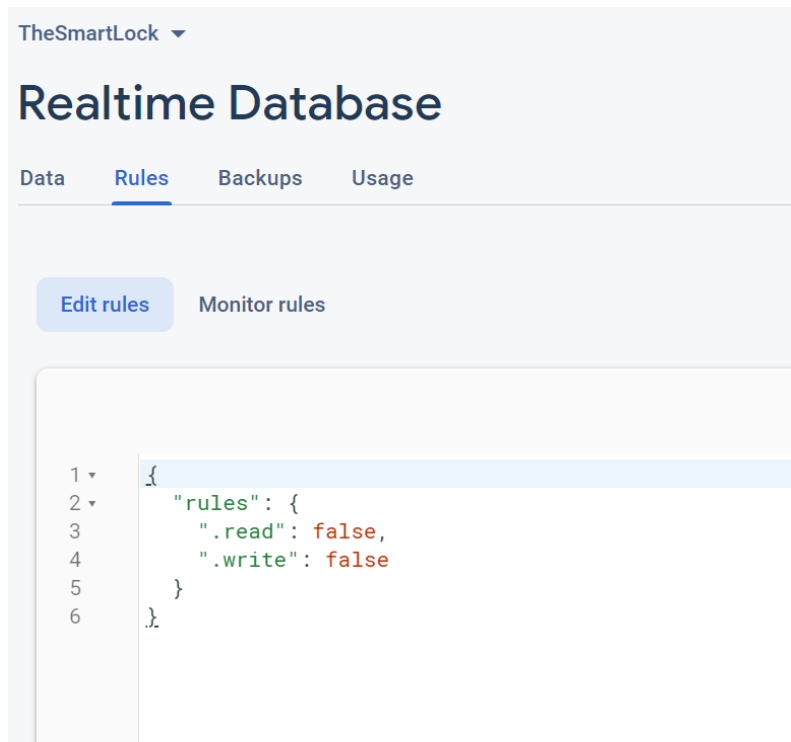 TheSmartLock
Realtime Database
Data Rules Backups Usage
Edit rules Monitor rules
1 {
2 "rules": {
3 ".read": false,
4 ".write": false
5 }
6 }